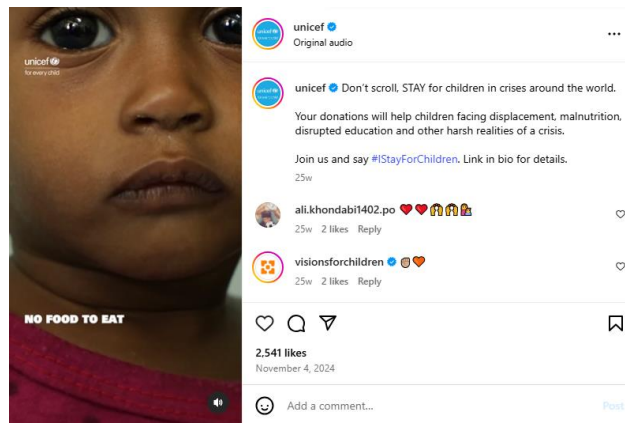 unicef
for every child
NO FOOD TO EAT
unicef
Original audio
unicef Don't scroll, STAY for children in crises around the world.
Your donations will help children facing displacement, malnutrition,
disrupted education and other harsh realities of a crisis.
Join us and say #IStayForChildren. Link in bio for details.
25w
ali.khondabi1402.po ❤️❤️
25w 2 likes Reply
visionsforchildren 🧡
25w 2 likes Reply
2,541 likes
November 4, 2024
Add a comment...
Post